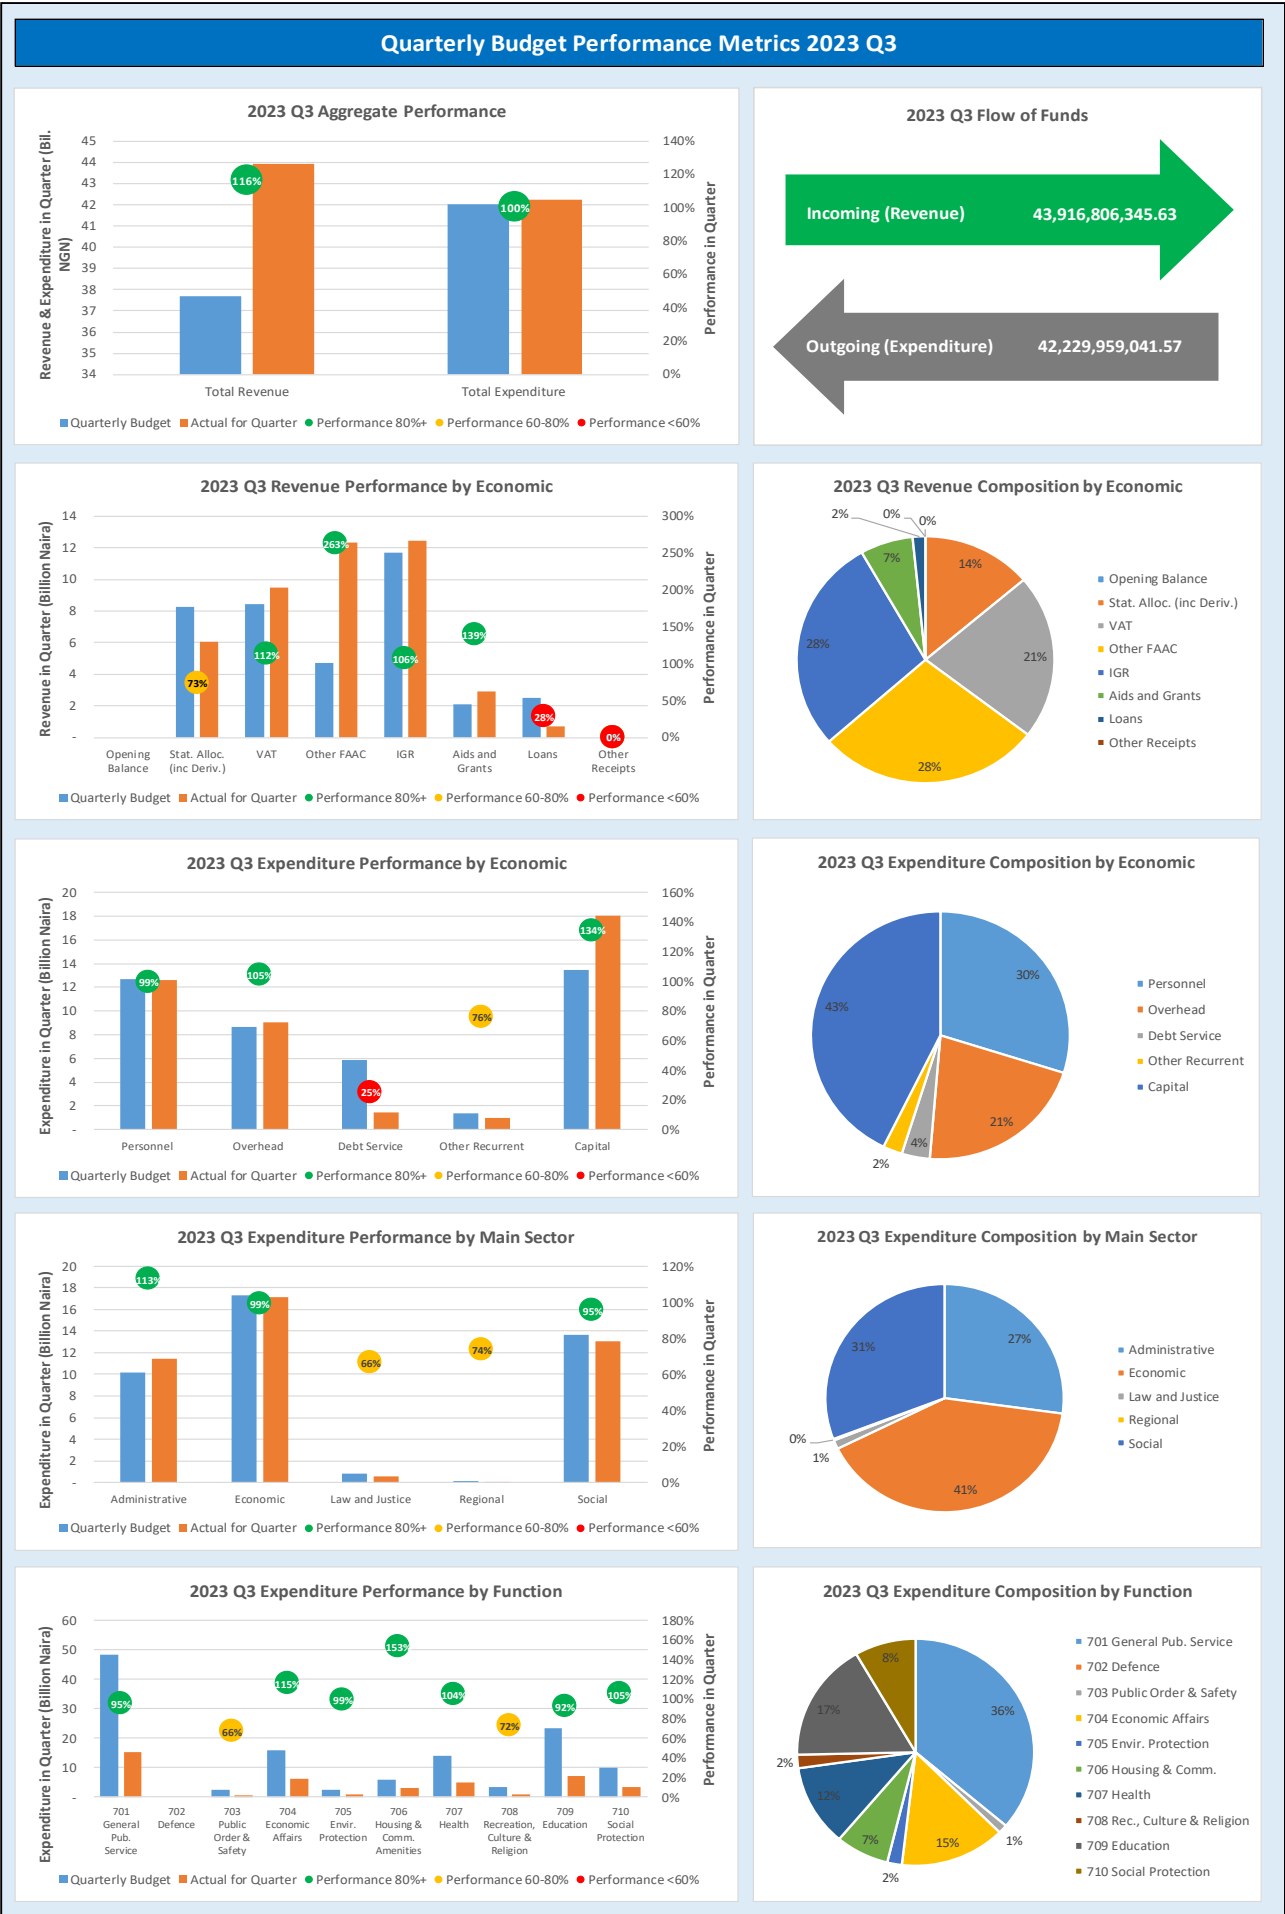 Quarterly Budget Performance Metrics 2023 Q3
2023 Q3 Aggregate Performance
Revenue & Expenditure in Quarter (Bil.
NGN)
45
44
43
42
41
40
39
38
37
36
35
34
116%
100%
140%
120%
100%
80%
60%
40%
20%
0%
Performance in Quarter
Total Revenue
Total Expenditure
Quarterly Budget
Actual for Quarter
Performance 80%+
Performance 60-80%
Performance <60%
2023 Q3 Flow of Funds
Incoming (Revenue) 43,916,806,345.63
Outgoing (Expenditure) 42,229,959,041.57
2023 Q3 Revenue Performance by Economic
Revenue in Quarter (Billion Naira)
14
12
10
8
6
4
2
-
73%
112%
263%
106%
139%
28%
0%
300%
250%
200%
150%
100%
50%
0%
Performance in Quarter
Opening
Balance
Stat. Alloc.
(inc Deriv.)
VAT
Other FAAC
IGR
Aids and
Grants
Loans
Other
Receipts
Quarterly Budget
Actual for Quarter
Performance 80%+
Performance 60-80%
Performance <60%
2023 Q3 Revenue Composition by Economic
2%
0%
0%
14%
21%
28%
28%
7%
Opening Balance
Stat. Alloc. (inc Deriv.)
VAT
Other FAAC
IGR
Aids and Grants
Loans
Other Receipts
2023 Q3 Expenditure Performance by Economic
Expenditure in Quarter (Billion Naira)
20
18
16
14
12
10
8
6
4
2
-
99%
105%
25%
76%
134%
160%
140%
120%
100%
80%
60%
40%
20%
0%
Performance in Quarter
Personnel
Overhead
Debt Service
Other Recurrent
Capital
Quarterly Budget
Actual for Quarter
Performance 80%+
Performance 60-80%
Performance <60%
2023 Q3 Expenditure Composition by Economic
30%
21%
4%
2%
43%
Personnel
Overhead
Debt Service
Other Recurrent
Capital
2023 Q3 Expenditure Performance by Main Sector
Expenditure in Quarter (Billion Naira)
20
18
16
14
12
10
8
6
4
2
-
113%
99%
66%
74%
95%
120%
100%
80%
60%
40%
20%
0%
Performance in Quarter
Administrative
Economic
Law and Justice
Regional
Social
Quarterly Budget
Actual for Quarter
Performance 80%+
Performance 60-80%
Performance <60%
2023 Q3 Expenditure Composition by Main Sector
27%
41%
1%
0%
31%
Administrative
Economic
Law and Justice
Regional
Social
2023 Q3 Expenditure Performance by Function
Expenditure in Quarter (Billion Naira)
60
50
40
30
20
10
-
95%
66%
115%
99%
153%
104%
72%
92%
105%
180%
160%
140%
120%
100%
80%
60%
40%
20%
0%
Performance in Quarter
701
General
Pub.
Service
702
Defence
703
Public
Order &
Safety
704
Economic
Affairs
705
Envir.
Protection
706
Housing &
Comm.
Amenities
707
Health
708
Recreation,
Culture &
Religion
709
Education
710
Social
Protection
Quarterly Budget
Actual for Quarter
Performance 80%+
Performance 60-80%
Performance <60%
2023 Q3 Expenditure Composition by Function
36%
1%
15%
2%
7%
12%
2%
17%
8%
701 General Pub. Service
702 Defence
703 Public Order & Safety
704 Economic Affairs
705 Envir. Protection
706 Housing & Comm.
707 Health
708 Rec., Culture & Religion
709 Education
710 Social Protection